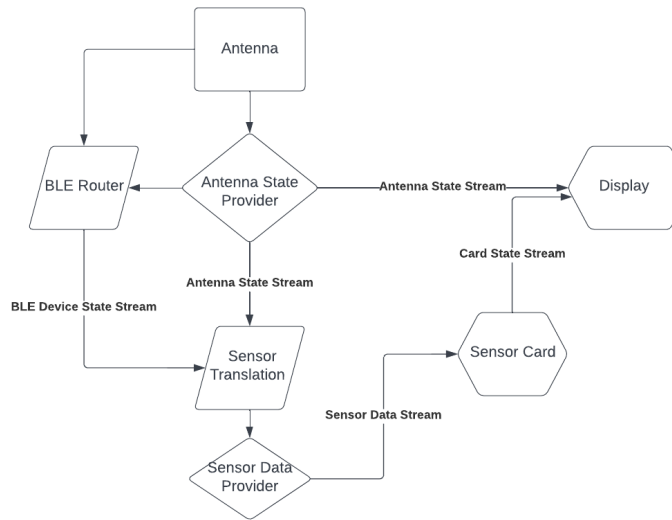 Antenna
BLE Router
Antenna State
Provider
Antenna State Stream
Display
Card State Stream
Antenna State Stream
BLE Device State Stream
Sensor
Translation
Sensor Card
Sensor Data Stream
Sensor Data
Provider